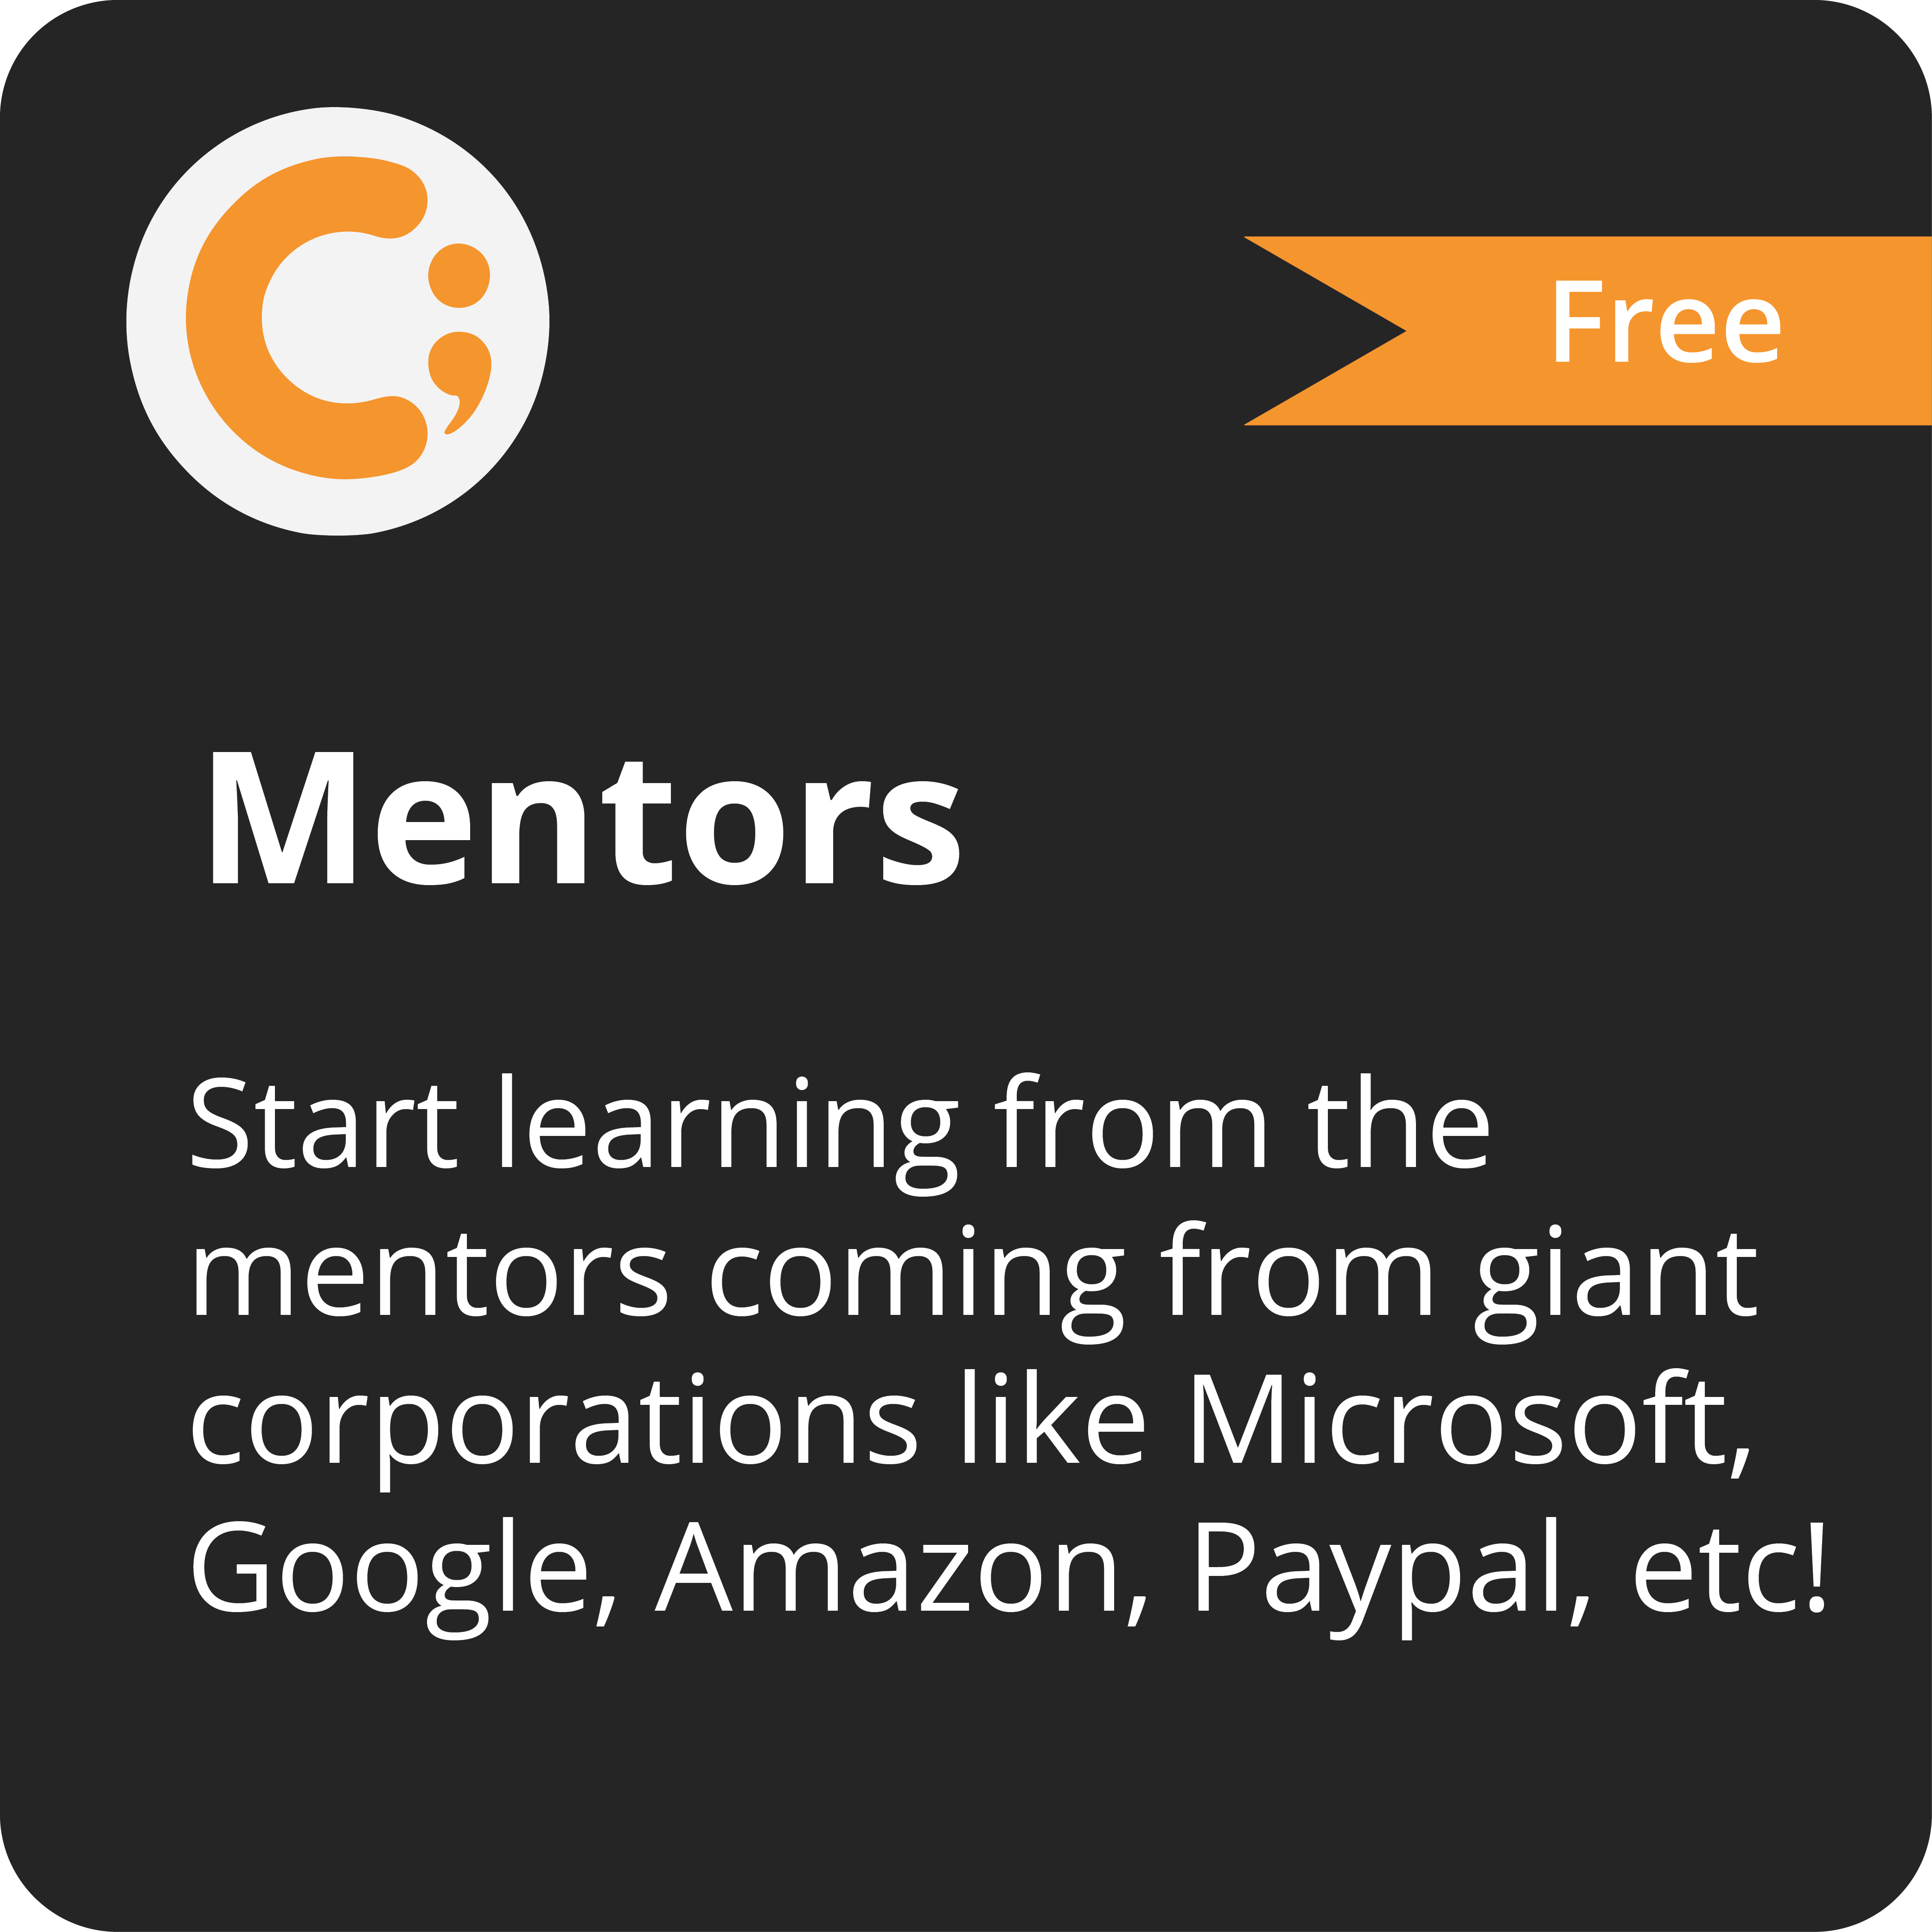 C;
Free
Mentors
Start learning from the
mentors coming from giant
corporations like Microsoft,
Google, Amazon, Paypal, etc!